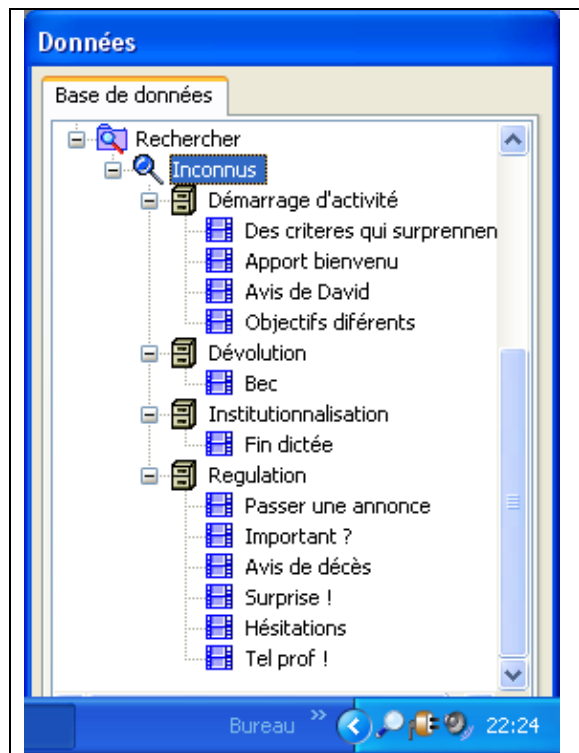 Données
Base de données
Rechercher
Inconnus
Démarrage d'activité
Des criteres qui surprennen
Apport bienvenu
Avis de David
Objectifs diférents
Dévolution
Bec
Institutionnalisation
Fin dictée
Regulation
Passer une annonce
Important ?
Avis de décès
Surprise !
Hésitations
Tel prof !
Bureau » 22:24